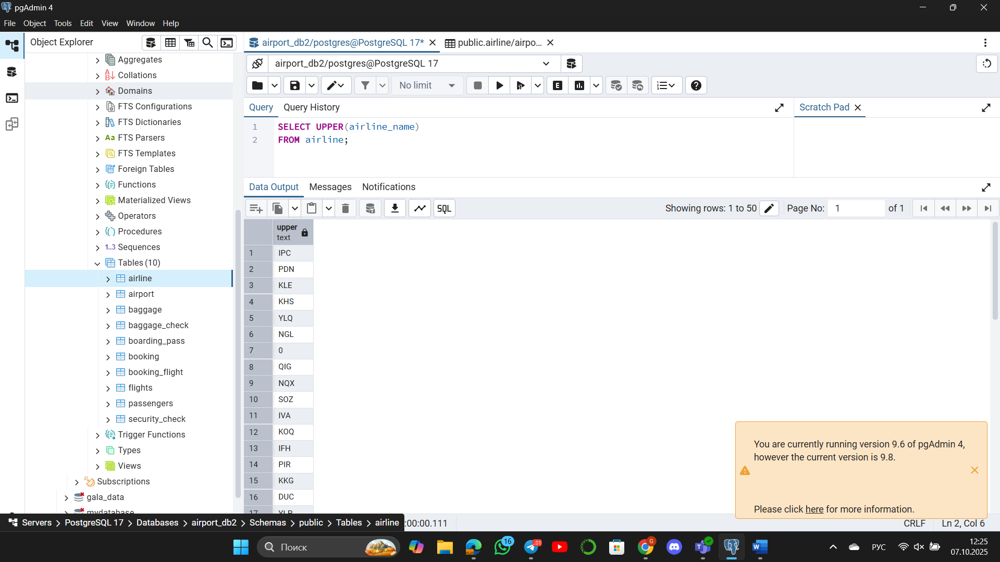 pgAdmin 4
File Object Tools Edit View Window Help
Object Explorer
airport_db2/postgres@PostgreSQL 17*
public.airline/airpo...
Aggregates
Collations
Domains
FTS Configurations
FTS Dictionaries
FTS Parsers
FTS Templates
Foreign Tables
Functions
Materialized Views
Operators
Procedures
1..3 Sequences
Tables (10)
airline
airport
baggage
baggage_check
boarding_pass
booking
booking_flight
flights
passengers
security_check
Trigger Functions
Types
Views
Subscriptions
gala_data
mydatabase
airport_db2/postgres@PostgreSQL 17
No limit
E
Query Query History
Scratch Pad
1 SELECT UPPER(airline_name)
2 FROM airline;
Data Output Messages Notifications
SQL
Showing rows: 1 to 50
Page No: 1 of 1
upper
text
1 IPC
2 PDN
3 KLE
4 KHS
5 YLQ
6 NGL
7 0
8 QIG
9 NQX
10 SOZ
11 IVA
12 KOQ
13 IFH
14 PIR
15 KKG
16 DUC
17 YLR
You are currently running version 9.6 of pgAdmin 4,
however the current version is 9.8.
Please click here for more information.
Servers > PostgreSQL 17 > Databases > airport_db2 > Schemas > public > Tables > airline
:00:00.111
CRLF
Ln 2, Col 6
Поиск
16
.01
G
РУС
12:25
07.10.2025